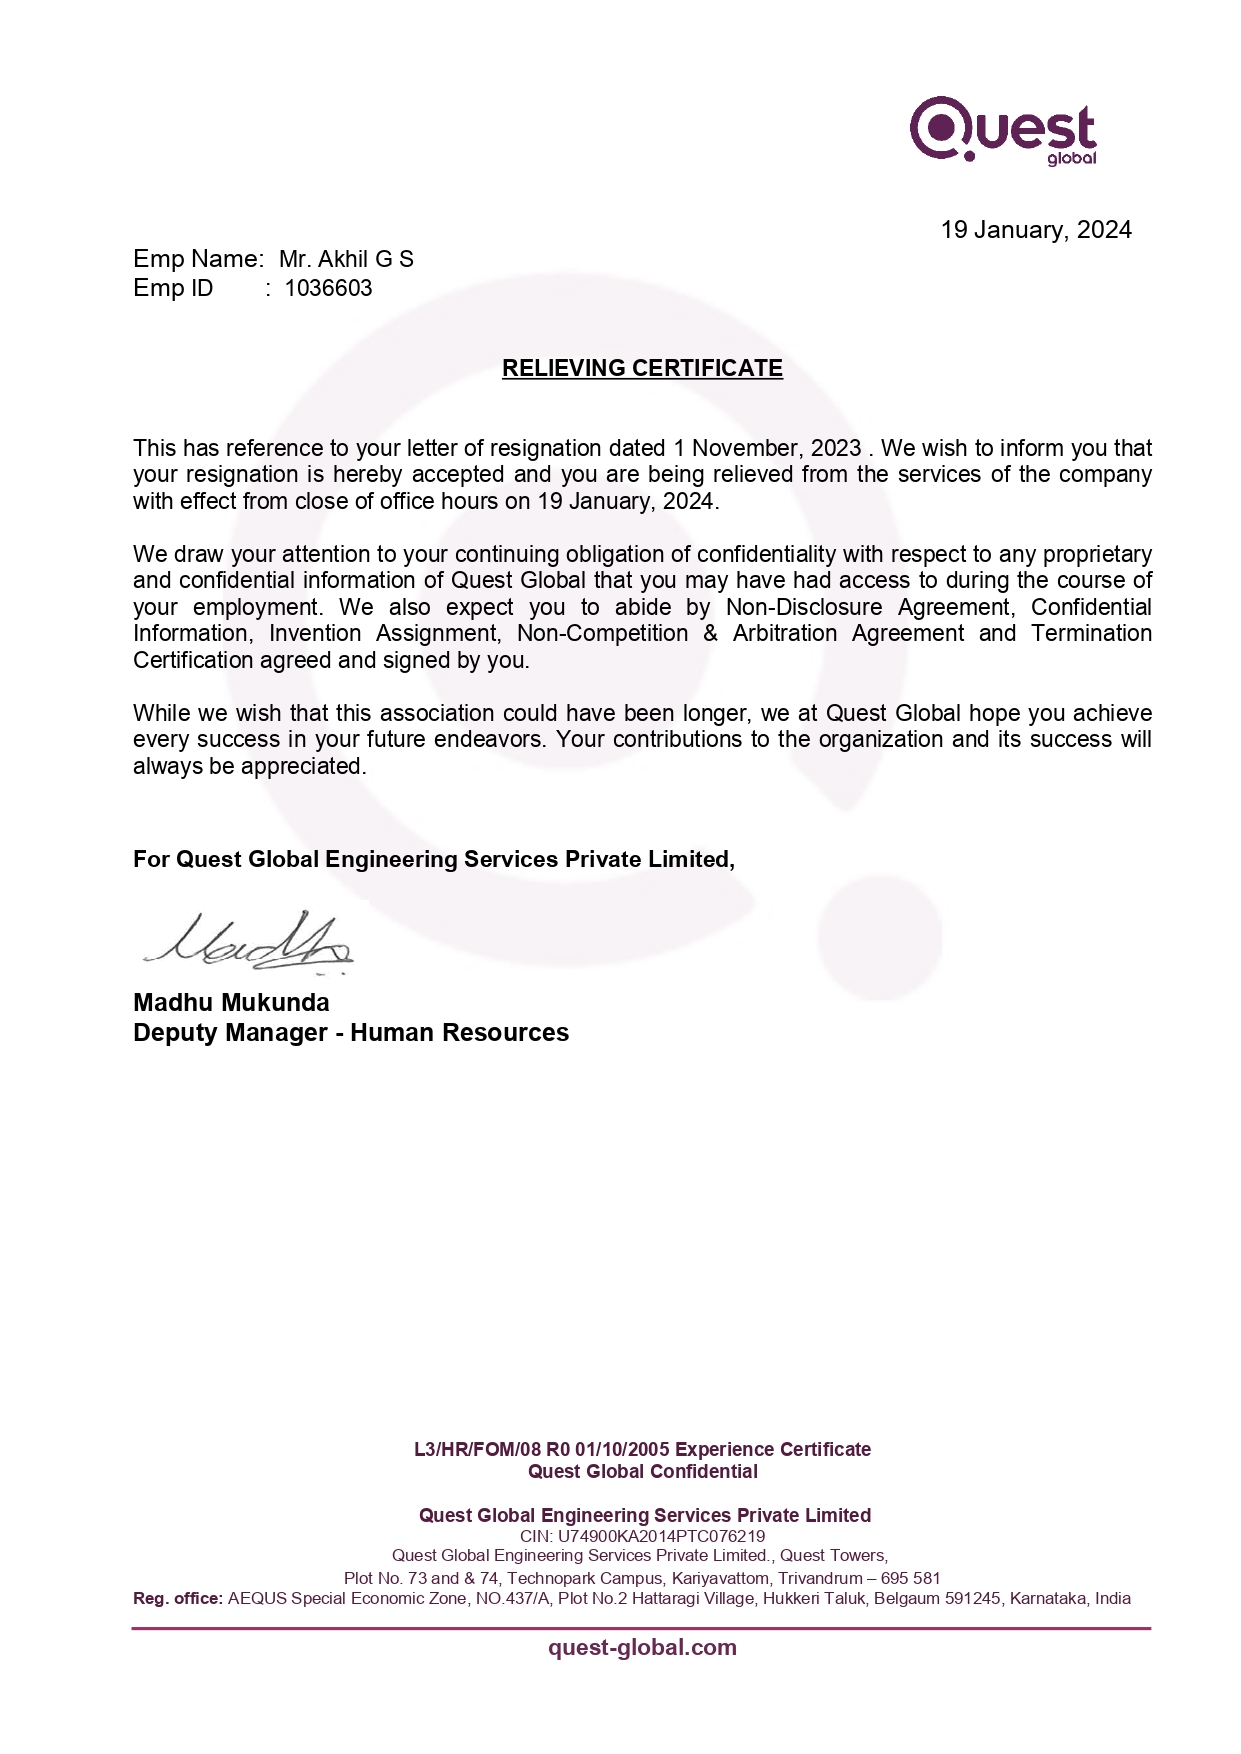 Quest
global
19 January, 2024
Emp Name: Mr. Akhil G S
Emp ID : 1036603
RELIEVING CERTIFICATE
This has reference to your letter of resignation dated 1 November, 2023 . We wish to inform you that
your resignation is hereby accepted and you are being relieved from the services of the company
with effect from close of office hours on 19 January, 2024.
We draw your attention to your continuing obligation of confidentiality with respect to any proprietary
and confidential information of Quest Global that you may have had access to during the course of
your employment. We also expect you to abide by Non-Disclosure Agreement, Confidential
Information, Invention Assignment, Non-Competition & Arbitration Agreement and Termination
Certification agreed and signed by you.
While we wish that this association could have been longer, we at Quest Global hope you achieve
every success in your future endeavors. Your contributions to the organization and its success will
always be appreciated.
For Quest Global Engineering Services Private Limited,
Madhu
Madhu Mukunda
Deputy Manager - Human Resources
L3/HR/FOM/08 R0 01/10/2005 Experience Certificate
Quest Global Confidential
Quest Global Engineering Services Private Limited
CIN: U74900KA2014PTC076219
Quest Global Engineering Services Private Limited., Quest Towers,
Plot No. 73 and & 74, Technopark Campus, Kariyavattom, Trivandrum – 695 581
Reg. office: AEQUS Special Economic Zone, NO.437/A, Plot No.2 Hattaragi Village, Hukkeri Taluk, Belgaum 591245, Karnataka, India
quest-global.com